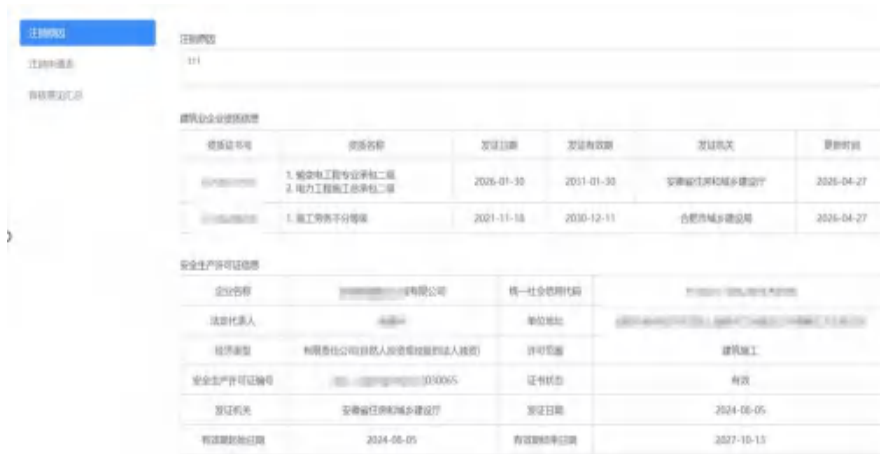 注销原因
注销申请表
审核意见汇总
注销原因
111
建筑业企业资质信息
资质证书号 资质名称 发证日期 发证有效期 发证机关 更新时间
1. 输变电工程专业承包二级
2. 电力工程施工总承包二级
2026-01-30 2031-01-30 安徽省住房和城乡建设厅 2026-04-27
1. 施工劳务不分等级 2021-11-18 2030-12-11 合肥市城乡建设局 2026-04-27
安全生产许可证信息
企业名称 有限公司 统一社会信用代码
法定代表人 单位地址
经济类型 有限责任公司(自然人投资或控股的法人独资) 许可范围 建筑施工
安全生产许可证编号 030065 证书状态 有效
发证机关 安徽省住房和城乡建设厅 发证日期 2024-08-05
有效期起始日期 2024-08-05 有效期结束日期 2027-10-13